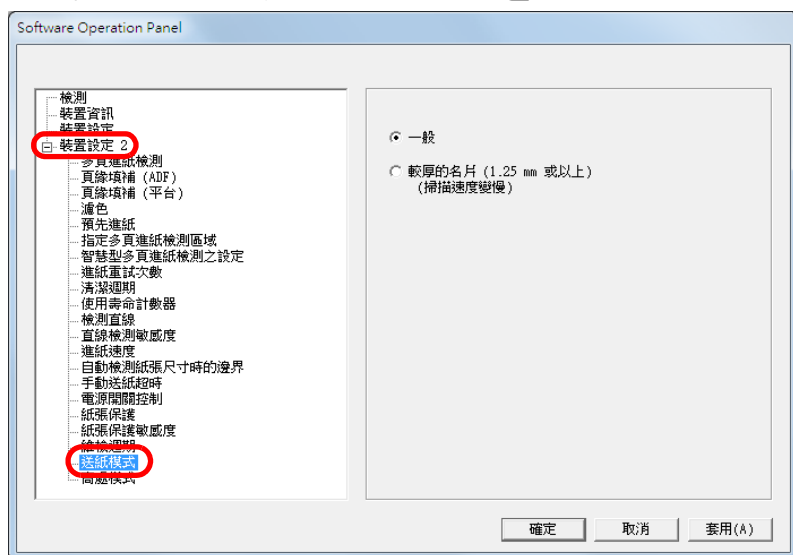 Software Operation Panel
檢測
裝置資訊
裝置設定
裝置設定 2
多頁進紙檢測
頁緣填補 (ADF)
頁緣填補 (平台)
濾色
預先進紙
指定多頁進紙檢測區域
智慧型多頁進紙檢測之設定
進紙重試次數
清潔週期
使用壽命計數器
檢測直線
直線檢測敏感度
進紙速度
自動檢測紙張尺寸時的邊界
手動送紙超時
電源開關控制
紙張保護
紙張保護敏感度
維檢週期
送紙模式
高處模式
一般
較厚的名片 (1.25 mm 或以上)
(掃描速度變慢)
確定
取消
套用(A)